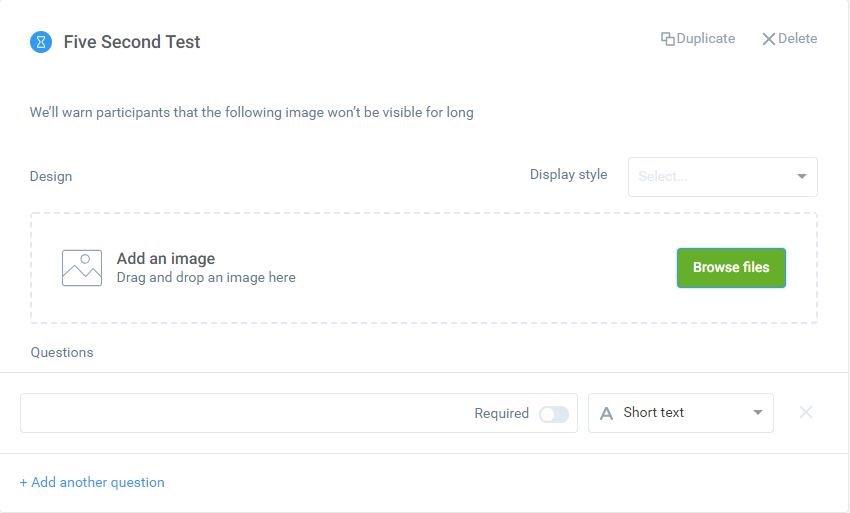 Five Second Test
Duplicate
Delete
We'll warn participants that the following image won't be visible for long
Design
Display style
Select...
Add an image
Drag and drop an image here
Browse files
Questions
Required
A Short text
+ Add another question